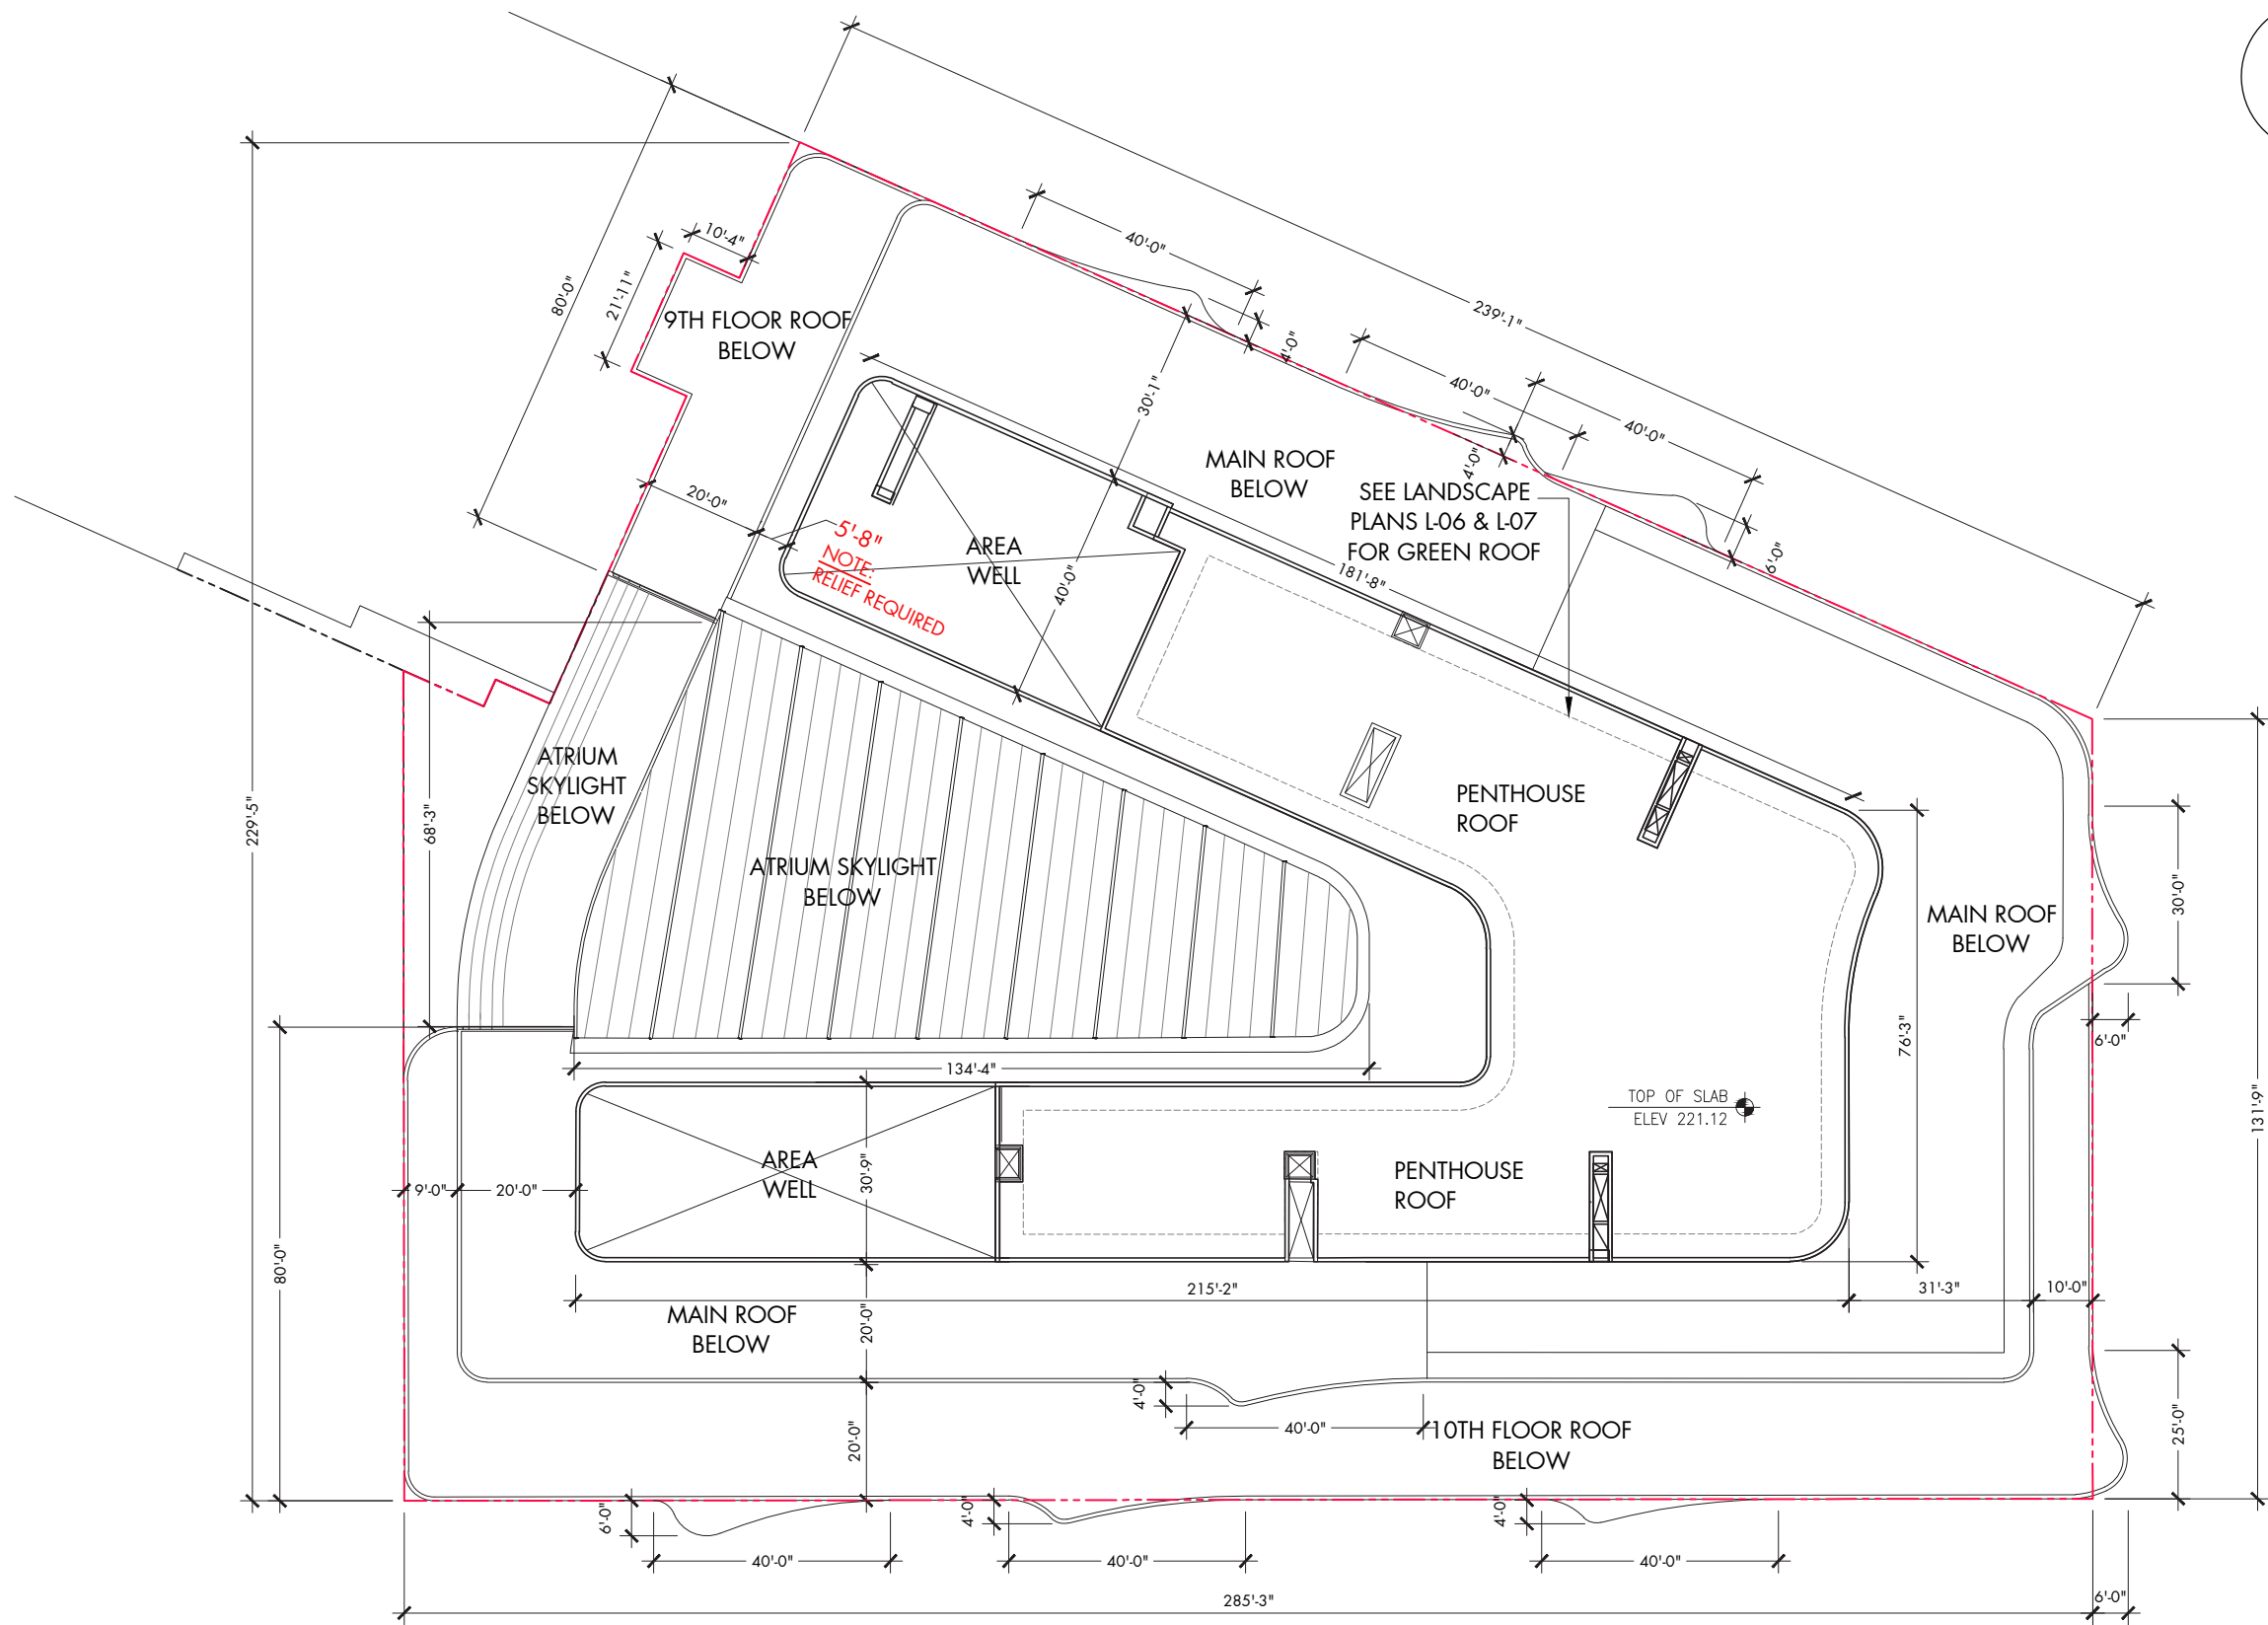 10'-4"
40'-0"
21'-11"
80'-0"
239'-1"
9TH FLOOR ROOF
BELOW
4'-0"
30'-1"
40'-0"
40'-0"
4'-0"
MAIN ROOF
BELOW
20'-0"
SEE LANDSCAPE
PLANS L-06 & L-07
FOR GREEN ROOF
5'-8"
NOTE:
RELIEF REQUIRED
AREA
WELL
40'-0"
181'-8"
6'-0"
229'-5"
68'-3"
ATRIUM
SKYLIGHT
BELOW
PENTHOUSE
ROOF
ATRIUM SKYLIGHT
BELOW
30'-0"
MAIN ROOF
BELOW
76'-3"
6'-0"
134'-4"
TOP OF SLAB
ELEV 221.12
131'-9"
AREA
WELL
30'-9"
PENTHOUSE
ROOF
9'-0"
20'-0"
80'-0"
215'-2"
31'-3"
10'-0"
MAIN ROOF
BELOW
20'-0"
4'-0"
40'-0"
10TH FLOOR ROOF
BELOW
20'-0"
25'-0"
6'-0"
4'-0"
4'-0"
40'-0"
40'-0"
40'-0"
285'-3"
6'-0"